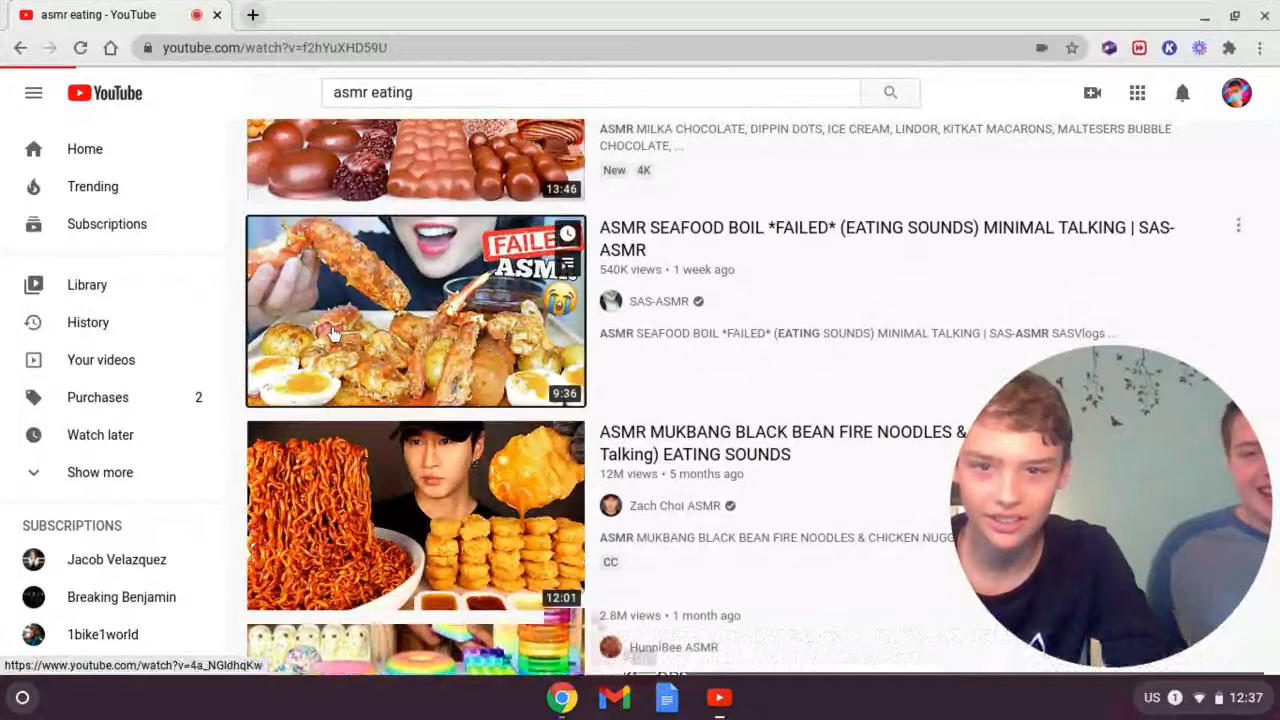 asmr eating - YouTube
youtube.com/watch?v=f2hYuXHD59U
YouTube
asmr eating
Home
Trending
Subscriptions
Library
History
Your videos
Purchases 2
Watch later
Show more
SUBSCRIPTIONS
Jacob Velazquez
Breaking Benjamin
1bike1world
13:46
ASMR MILKA CHOCOLATE, DIPPIN DOTS, ICE CREAM, LINDOR, KITKAT MACARONS, MALTESERS BUBBLE
CHOCOLATE, ...
New 4K
FAILE
ASMR
9:36
ASMR SEAFOOD BOIL *FAILED* (EATING SOUNDS) MINIMAL TALKING | SAS-
ASMR
540K views • 1 week ago
SAS-ASMR
ASMR SEAFOOD BOIL *FAILED* (EATING SOUNDS) MINIMAL TALKING | SAS-ASMR SASVlogs ...
12:01
ASMR MUKBANG BLACK BEAN FIRE NOODLES &
Talking) EATING SOUNDS
12M views • 5 months ago
Zach Choi ASMR
ASMR MUKBANG BLACK BEAN FIRE NOODLES & CHICKEN NUGG
CC
2.8M views • 1 month ago
HunniBee ASMR
https://www.youtube.com/watch?v=4a_NGldhqKw
US 1 12:37